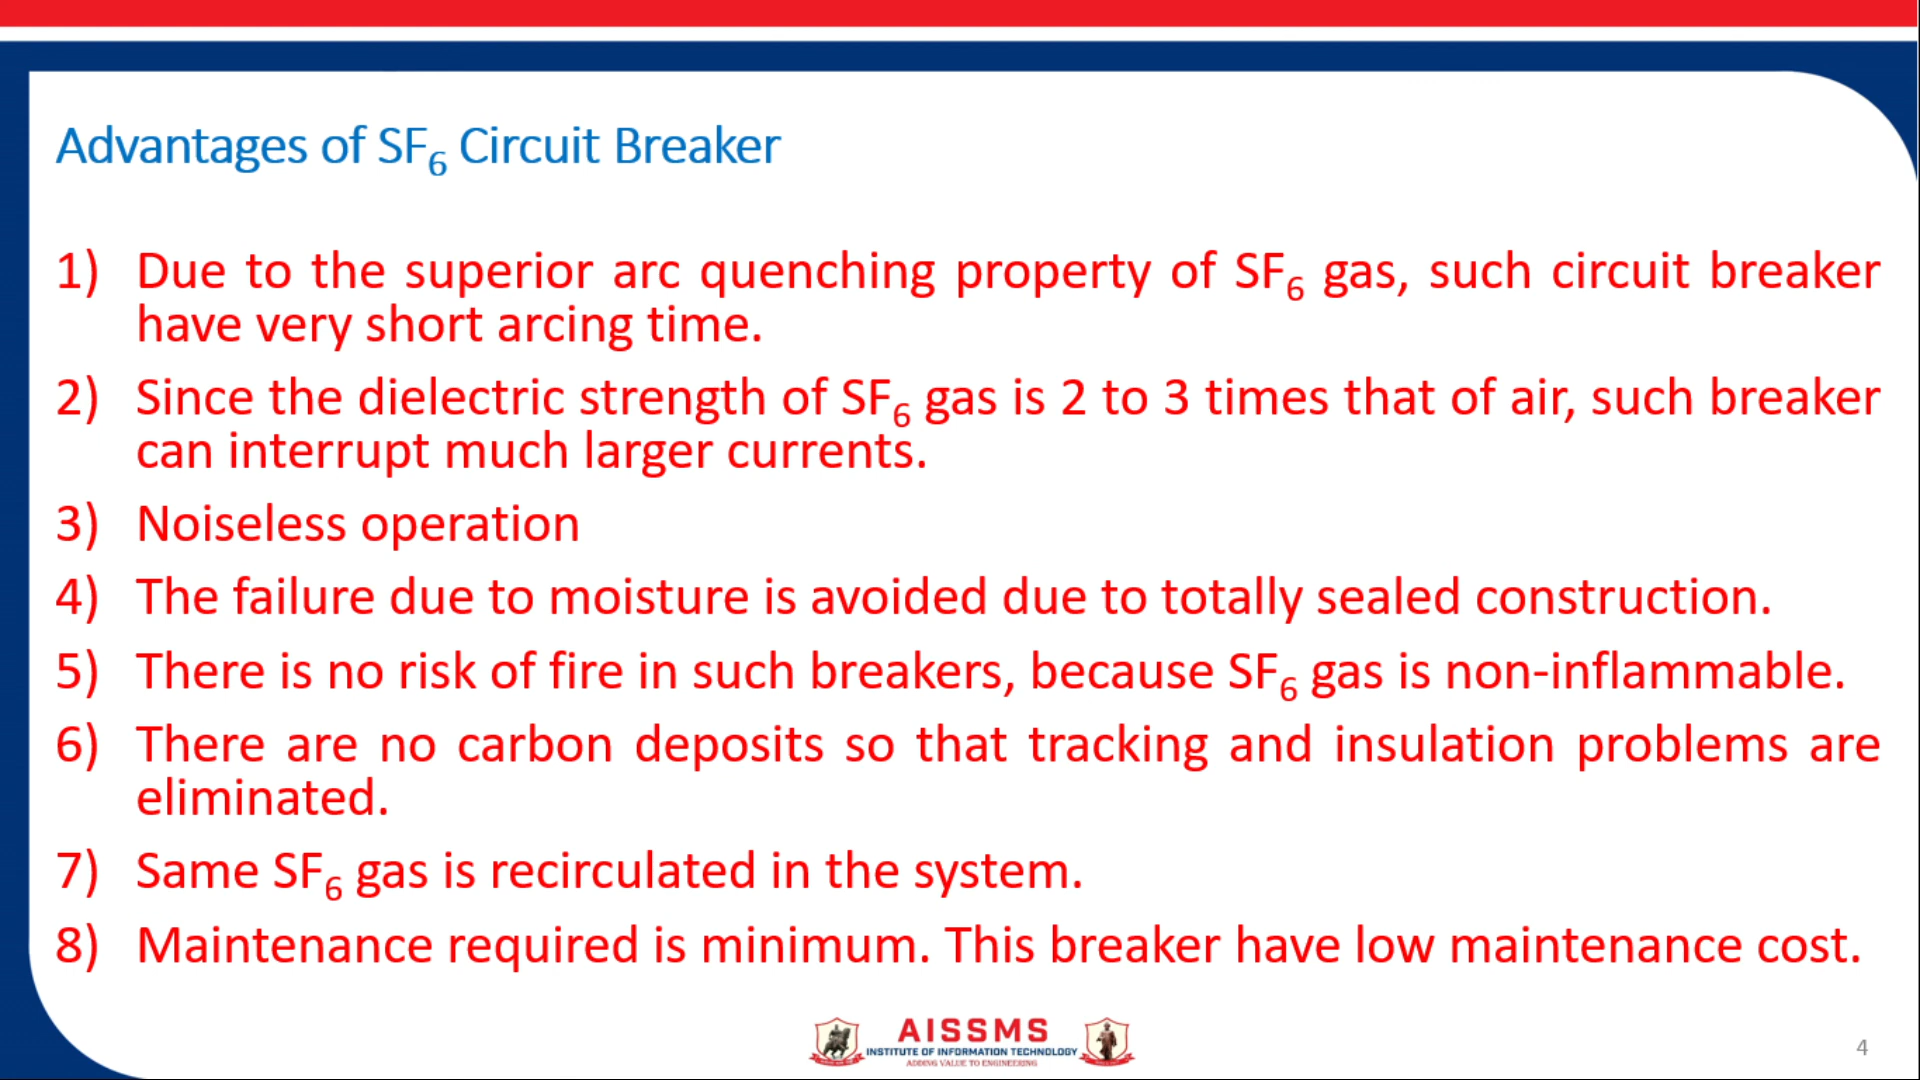 Advantages of SF₆ Circuit Breaker
1) Due to the superior arc quenching property of SF₆ gas, such circuit breaker
have very short arcing time.
2) Since the dielectric strength of SF₆ gas is 2 to 3 times that of air, such breaker
can interrupt much larger currents.
3) Noiseless operation
4) The failure due to moisture is avoided due to totally sealed construction.
5) There is no risk of fire in such breakers, because SF₆ gas is non-inflammable.
6) There are no carbon deposits so that tracking and insulation problems are
eliminated.
7) Same SF₆ gas is recirculated in the system.
8) Maintenance required is minimum. This breaker have low maintenance cost.
AISSMS
INSTITUTE OF INFORMATION TECHNOLOGY
ADDING VALUE TO ENGINEERING
4